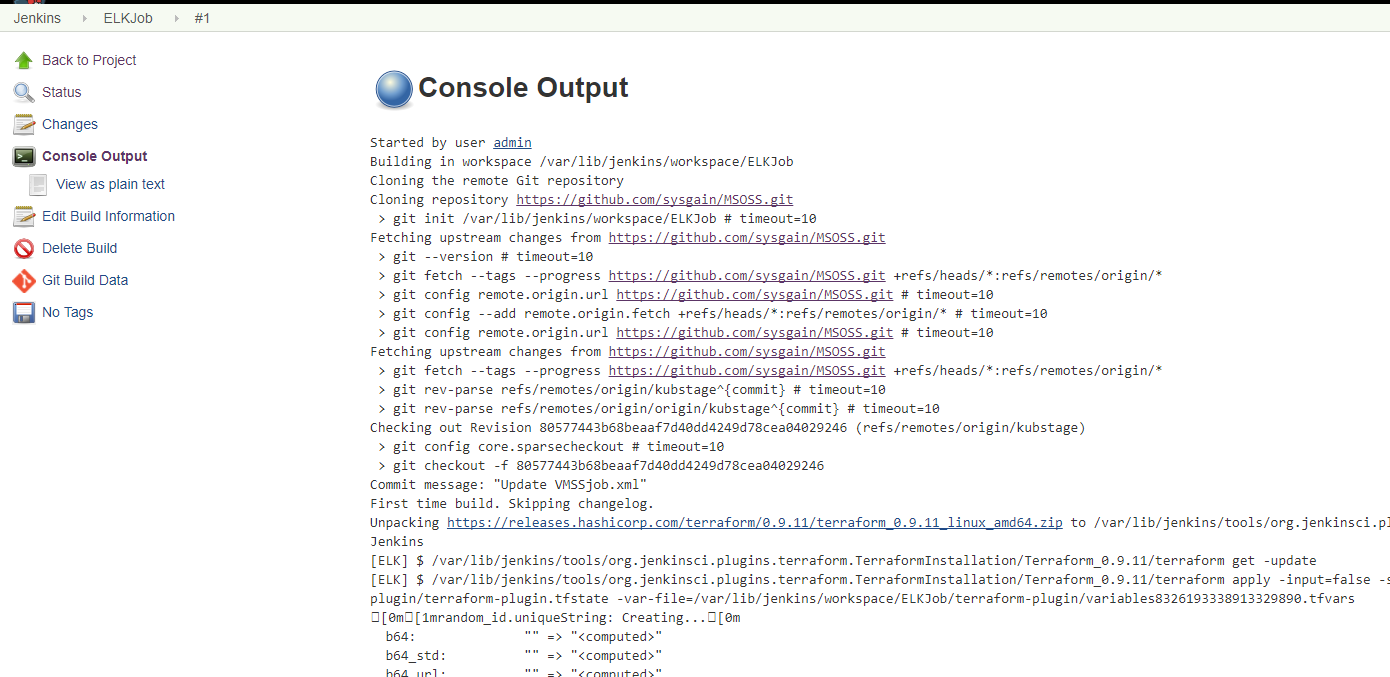 Jenkins ELKJob #1
Back to Project
Status
Changes
Console Output
View as plain text
Edit Build Information
Delete Build
Git Build Data
No Tags
Console Output
Started by user admin
Building in workspace /var/lib/jenkins/workspace/ELKJob
Cloning the remote Git repository
Cloning repository https://github.com/sysgain/MSOSS.git
> git init /var/lib/jenkins/workspace/ELKJob # timeout=10
Fetching upstream changes from https://github.com/sysgain/MSOSS.git
> git --version # timeout=10
> git fetch --tags --progress https://github.com/sysgain/MSOSS.git +refs/heads/*:refs/remotes/origin/*
> git config remote.origin.url https://github.com/sysgain/MSOSS.git # timeout=10
> git config --add remote.origin.fetch +refs/heads/*:refs/remotes/origin/* # timeout=10
> git config remote.origin.url https://github.com/sysgain/MSOSS.git # timeout=10
Fetching upstream changes from https://github.com/sysgain/MSOSS.git
> git fetch --tags --progress https://github.com/sysgain/MSOSS.git +refs/heads/*:refs/remotes/origin/*
> git rev-parse refs/remotes/origin/kubstage^{commit} # timeout=10
> git rev-parse refs/remotes/origin/origin/kubstage^{commit} # timeout=10
Checking out Revision 80577443b68beaaf7d40dd4249d78cea04029246 (refs/remotes/origin/kubstage)
> git config core.sparsecheckout # timeout=10
> git checkout -f 80577443b68beaaf7d40dd4249d78cea04029246
Commit message: "Update VMSSjob.xml"
First time build. Skipping changelog.
Unpacking https://releases.hashicorp.com/terraform/0.9.11/terraform_0.9.11_linux_amd64.zip to /var/lib/jenkins/tools/org.jenkinsci.pl
Jenkins
[ELK] $ /var/lib/jenkins/tools/org.jenkinsci.plugins.terraform.TerraformInstallation/Terraform_0.9.11/terraform get -update
[ELK] $ /var/lib/jenkins/tools/org.jenkinsci.plugins.terraform.TerraformInstallation/Terraform_0.9.11/terraform apply -input=false -s
plugin/terraform-plugin.tfstate -var-file=/var/lib/jenkins/workspace/ELKJob/terraform-plugin/variables8326193338913329890.tfvars
[0m[1mrandom_id.uniqueString: Creating...[0m
b64: "" => "<computed>"
b64_std: "" => "<computed>"
b64_url: "" => "<computed>"